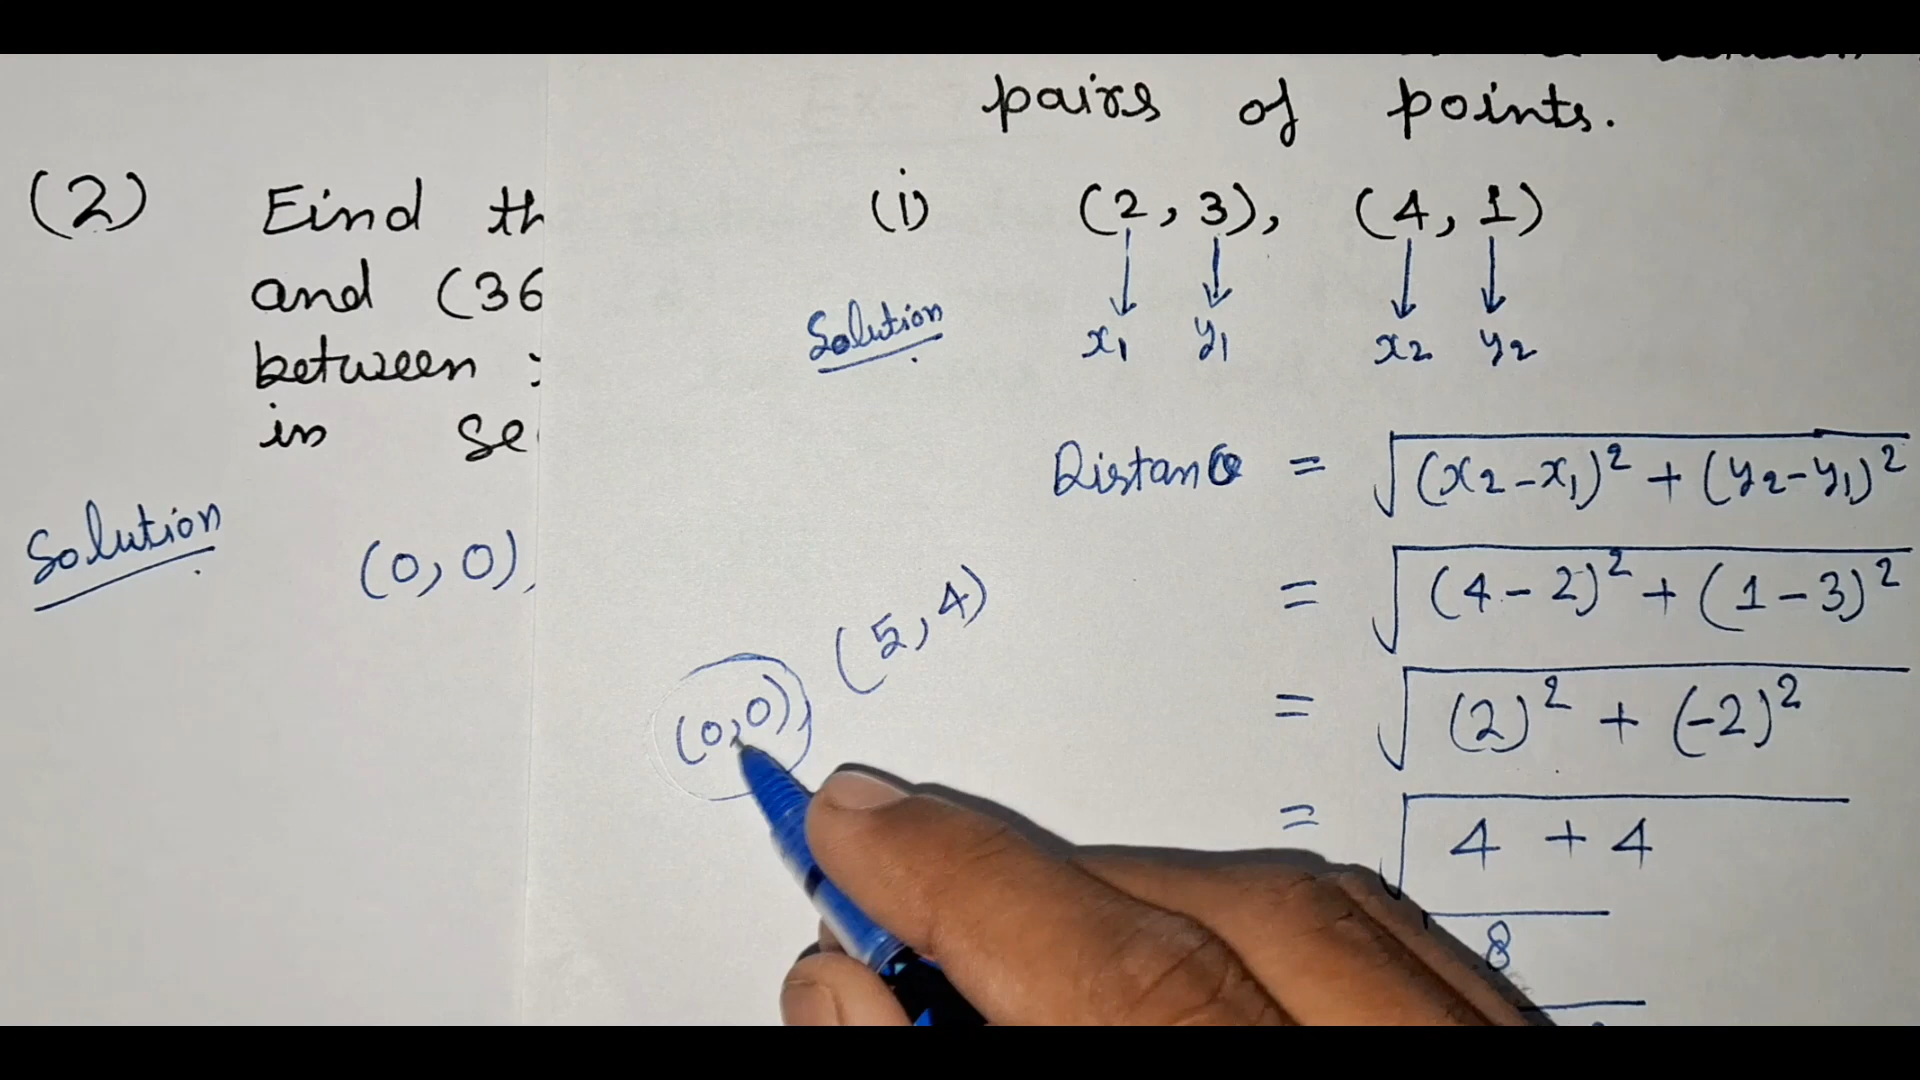 pairs of points.
(2) Find th
and (36
between
in se
Solution
(0,0),
(i) (2,3), (4,1)
Solution
x₁ y₁ x₂ y₂
Distance = √(x₂-x₁)² + (y₂-y₁)²
= √(4-2)² + (1-3)²
= √(2)² + (-2)²
= √4 + 4
8
(0,0), (5,4)